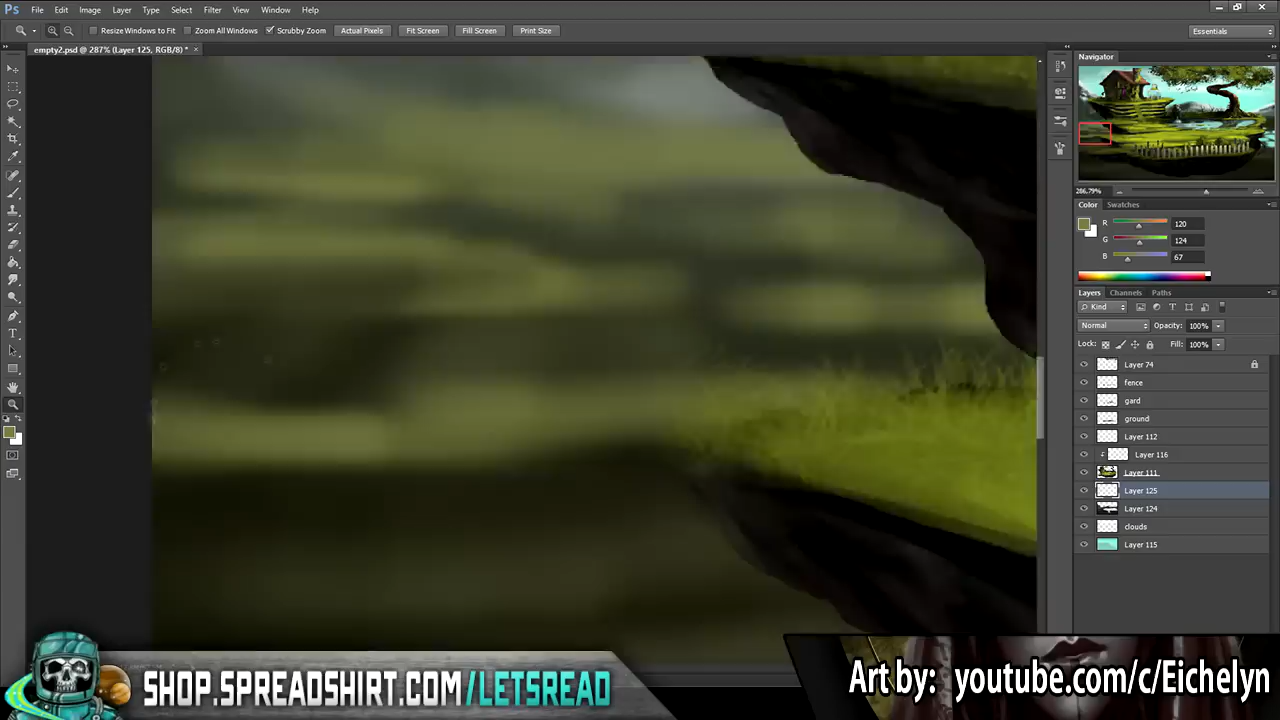 Ps File Edit Image Layer Type Select Filter View Window Help
Resize Windows to Fit Zoom All Windows Scrubby Zoom Actual Pixels Fit Screen Fill Screen Print Size Essentials
empty2.psd @ 287% (Layer 125, RGB/8) * ×
Navigator
286.79%
Color Swatches
R 120
G 124
B 67
Layers Channels Paths
Kind
Normal Opacity: 100%
Lock: Fill: 100%
Layer 74
fence
gard
ground
Layer 112
Layer 116
Layer 111
Layer 125
Layer 124
clouds
Layer 115
SHOP.SPREADSHIRT.COM/LETSREAD
Art by: youtube.com/c/Eichelyn